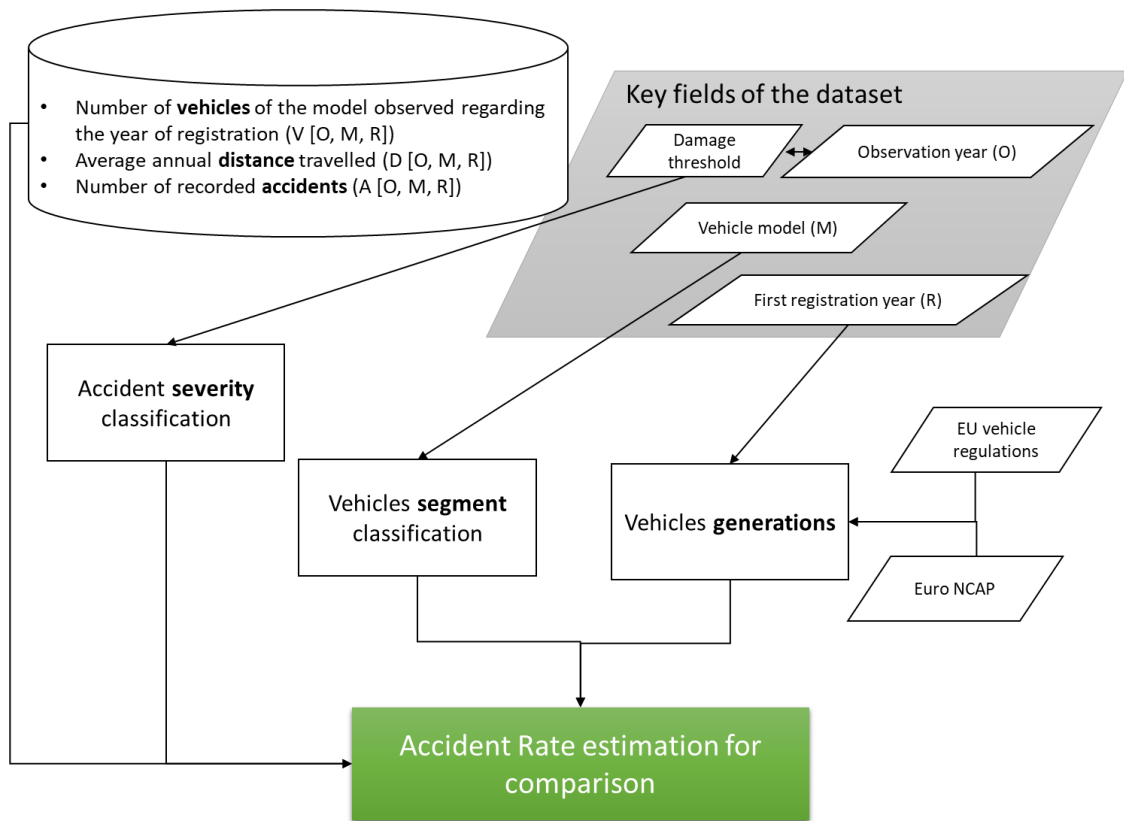 • Number of vehicles of the model observed regarding
the year of registration (V [O, M, R])
• Average annual distance travelled (D [O, M, R])
• Number of recorded accidents (A [O, M, R])
Key fields of the dataset
Damage
threshold
Observation year (O)
Vehicle model (M)
First registration year (R)
Accident severity
classification
Vehicles segment
classification
Vehicles generations
EU vehicle
regulations
Euro NCAP
Accident Rate estimation for
comparison